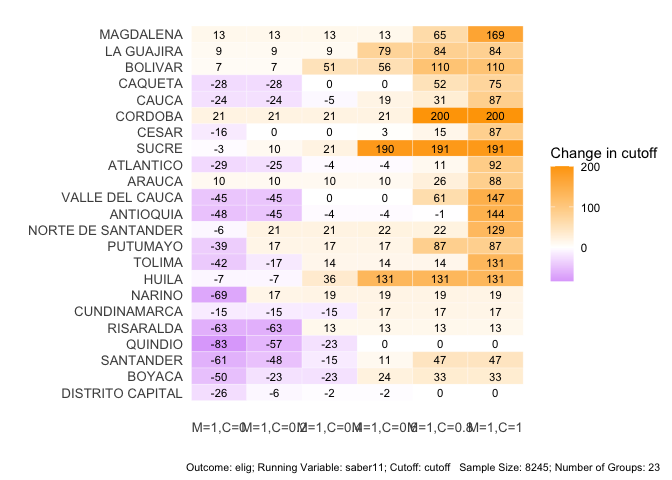 MAGDALENA 13 13 13 13 65 169
LA GUAJIRA 9 9 9 79 84 84
Change in cutoff
BOLIVAR 7 7 51 56 110 110
CAQUETA -28 -28 0 0 52 75
CAUCA -24 -24 -5 19 31 87
CORDOBA 21 21 21 21 200 200
CESAR -16 0 0 3 15 87
SUCRE -3 10 21 190 191 191
ATLANTICO -29 -25 -4 -4 11 92
ARAUCA 10 10 10 10 26 88
VALLE DEL CAUCA -45 -45 0 0 61 147
ANTIOQUIA -48 -45 -4 -4 -1 144
NORTE DE SANTANDER -6 21 21 22 22 129
PUTUMAYO -39 17 17 17 87 87
TOLIMA -42 -17 14 14 14 131
HUILA -7 -7 36 131 131 131
NARINO -69 17 19 19 19 19
CUNDINAMARCA -15 -15 -15 17 17 17
RISARALDA -63 -63 13 13 13 13
QUINDIO -83 -57 -23 0 0 0
SANTANDER -61 -48 -15 11 47 47
BOYACA -50 -23 -23 24 33 33
DISTRITO CAPITAL -26 -6 -2 -2 0 0
200
100
0
M=1,C=1
Outcome: elig; Running Variable: saber11; Cutoff: cutoff Sample Size: 8245; Number of Groups: 23